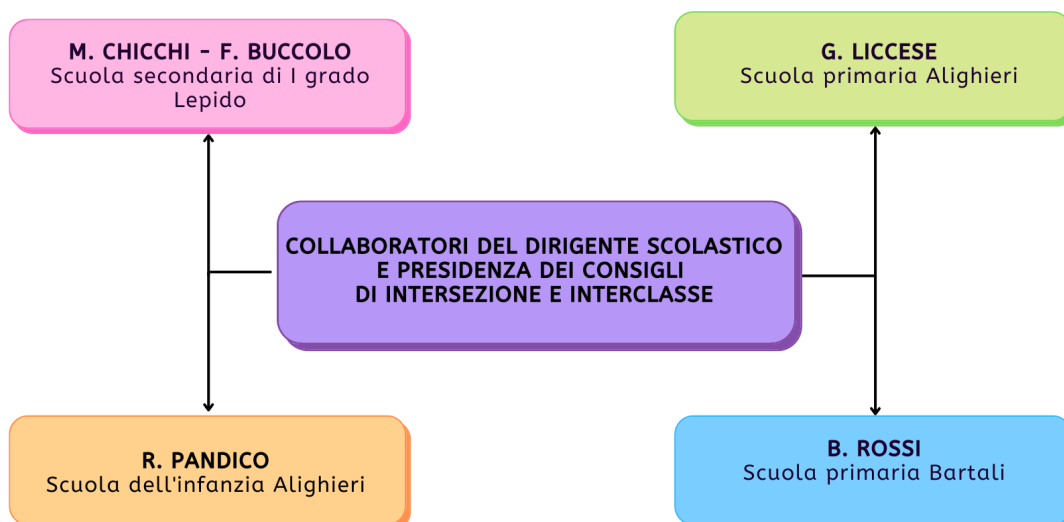 M. CHICCHI - F. BUCCOLO
Scuola secondaria di I grado
Lepido
G. LICCESE
Scuola primaria Alighieri
COLLABORATORI DEL DIRIGENTE SCOLASTICO
E PRESIDENZA DEI CONSIGLI
DI INTERSEZIONE E INTERCLASSE
R. PANDICO
Scuola dell'infanzia Alighieri
B. ROSSI
Scuola primaria Bartali